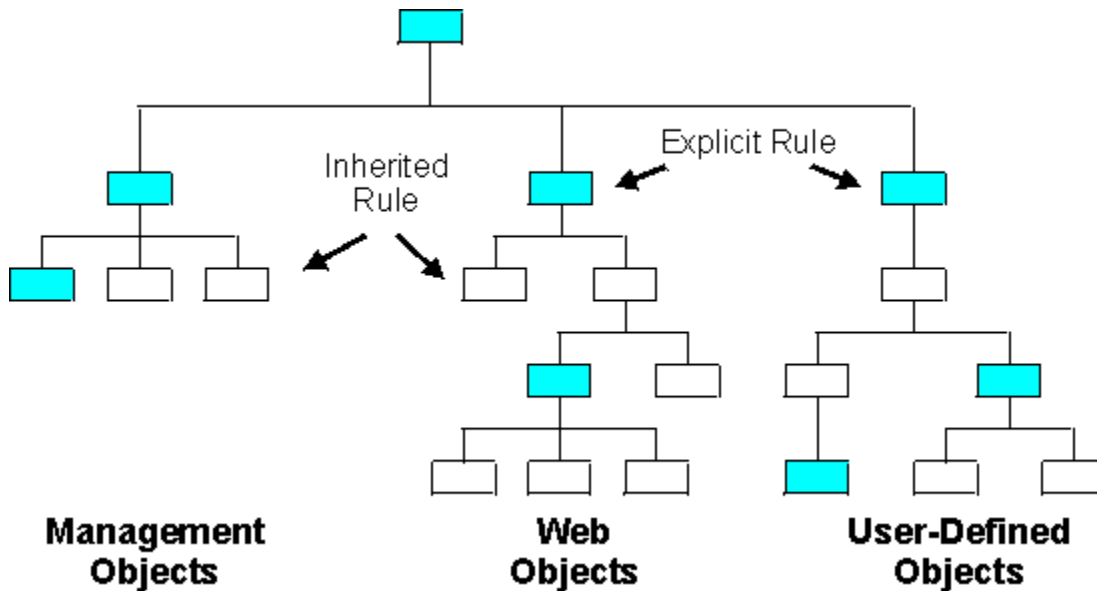 Explicit Rule
Inherited
Rule
Management
Objects
Web
Objects
User-Defined
Objects